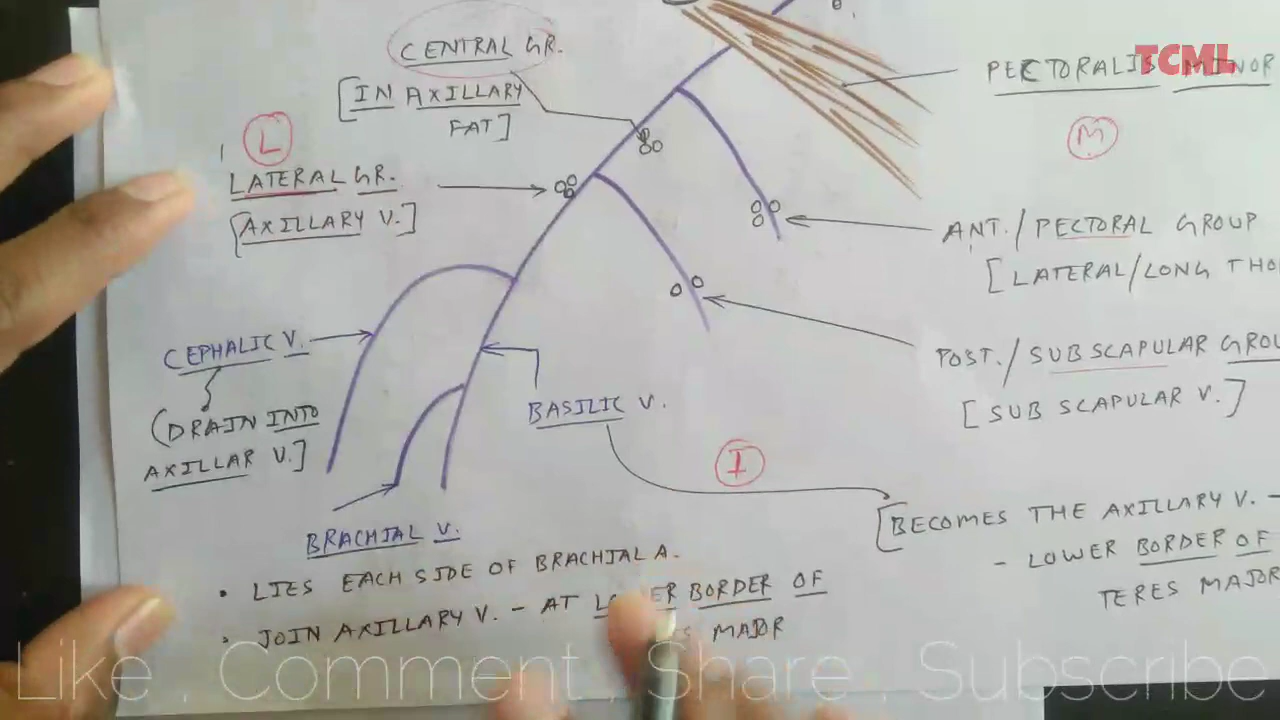 CENTRAL GR.
[IN AXILLARY
FAT]
TCML
PECTORALIS MINOR
M
L
LATERAL GR.
[AXILLARY V.]
ANT./PECTORAL GROUP
[LATERAL/LONG THO
POST./SUBSCAPULAR GROU
[SUB SCAPULAR V.]
CEPHALIC V.
(DRAIN INTO
AXILLAR V.]
BASILIC V.
I
[BECOMES THE AXILLARY V. -
- LOWER BORDER OF
TERES MAJOR
BRACHIAL V.
• LIES EACH SIDE OF BRACHIAL A.
• JOIN AXILLARY V. - AT BORDER OF
MAJOR
Like , Comment , Share , Subscribe